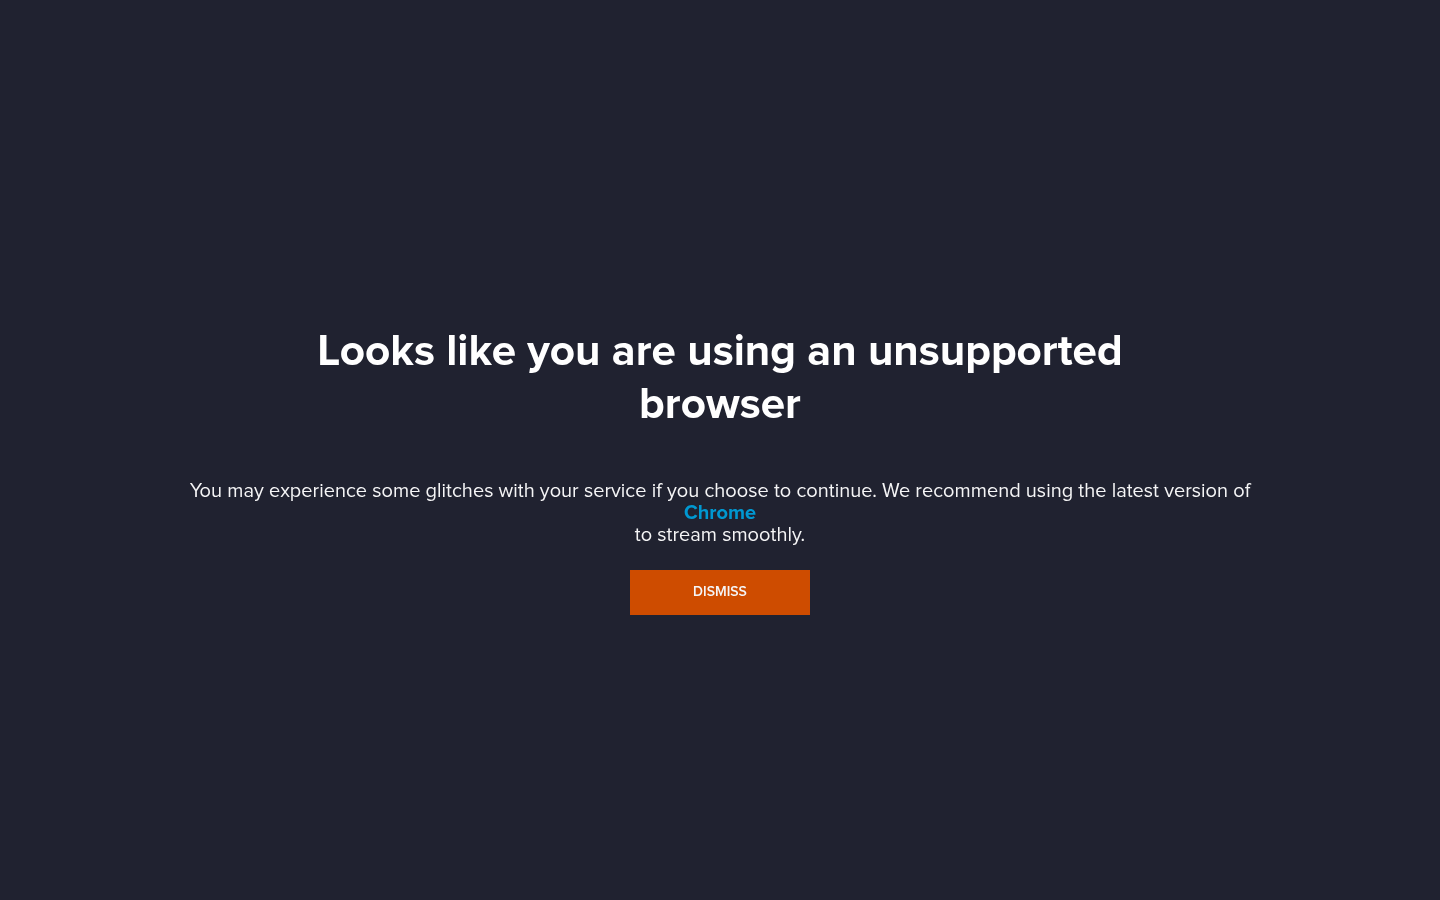 Looks like you are using an unsupported
browser
You may experience some glitches with your service if you choose to continue. We recommend using the latest version of
Chrome
to stream smoothly.
DISMISS